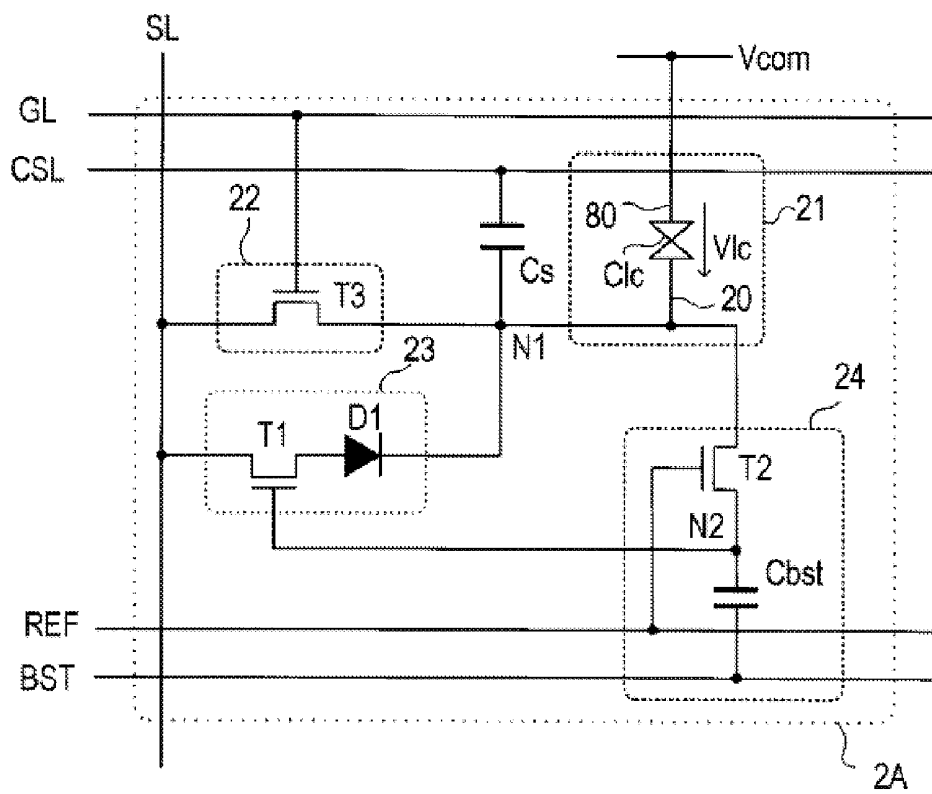 SL
Vcom
GL
CSL
22
80
21
Vlc
Cs
Clc
T3
20
N1
23
24
T1
D1
T2
N2
Cbst
REF
BST
2A